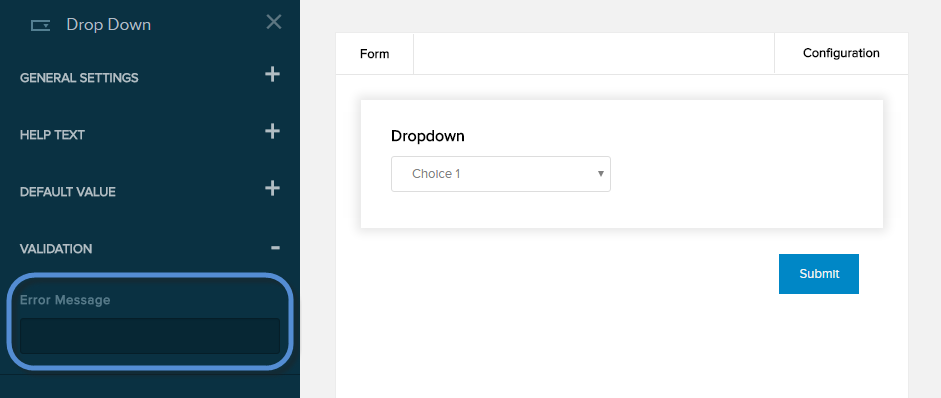 Drop Down
GENERAL SETTINGS
HELP TEXT
DEFAULT VALUE
VALIDATION
Error Message
Form
Configuration
Dropdown
Choice 1
Submit